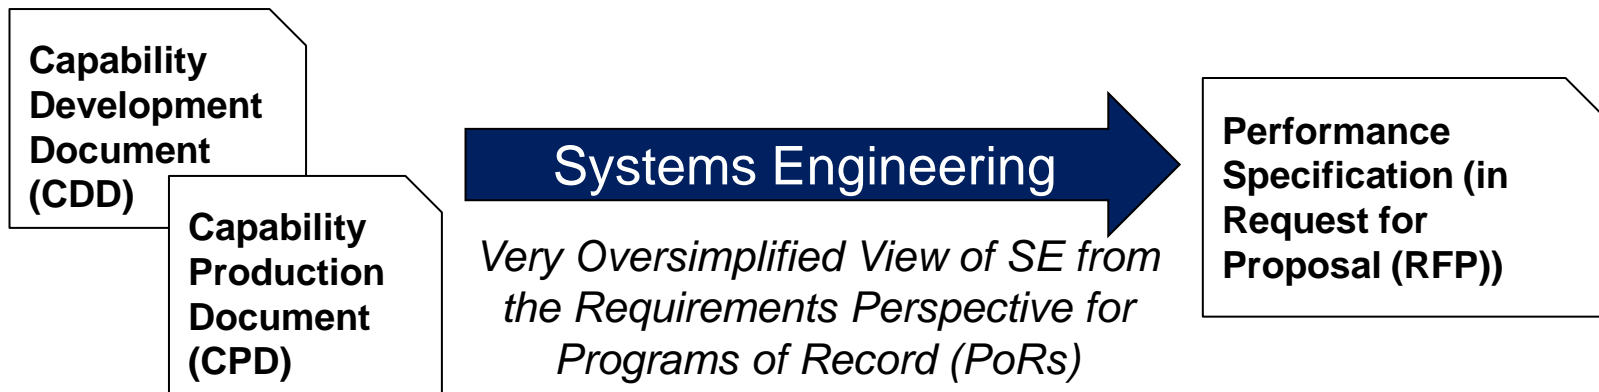 Capability
Development
Document
(CDD)
Capability
Production
Document
(CPD)
Systems Engineering
Very Oversimplified View of SE from
the Requirements Perspective for
Programs of Record (PoRs)
Performance
Specification (in
Request for
Proposal (RFP))